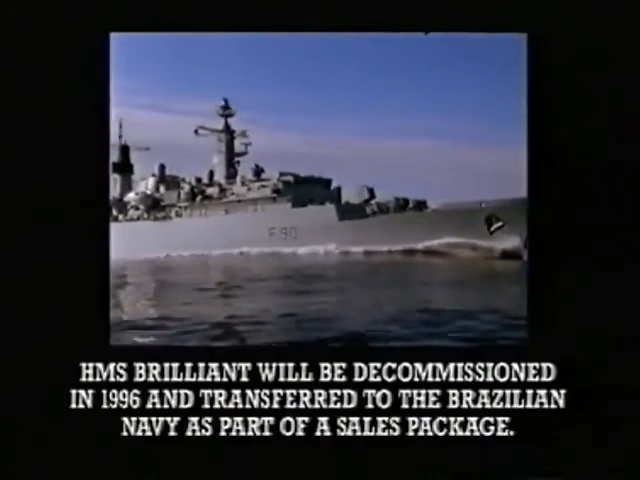 F90
HMS BRILLIANT WILL BE DECOMMISSIONED
IN 1996 AND TRANSFERRED TO THE BRAZILIAN
NAVY AS PART OF A SALES PACKAGE.